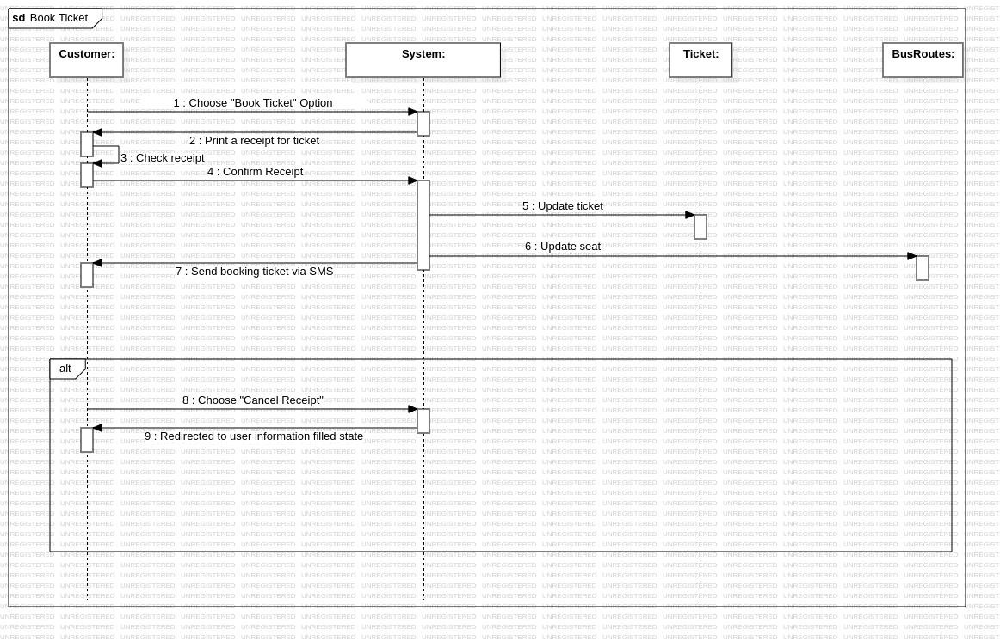 sd Book Ticket
Customer:
System:
Ticket:
BusRoutes:
1 : Choose "Book Ticket" Option
2 : Print a receipt for ticket
3 : Check receipt
4 : Confirm Receipt
5 : Update ticket
6 : Update seat
7 : Send booking ticket via SMS
alt
8 : Choose "Cancel Receipt"
9 : Redirected to user information filled state
UNREGISTERED